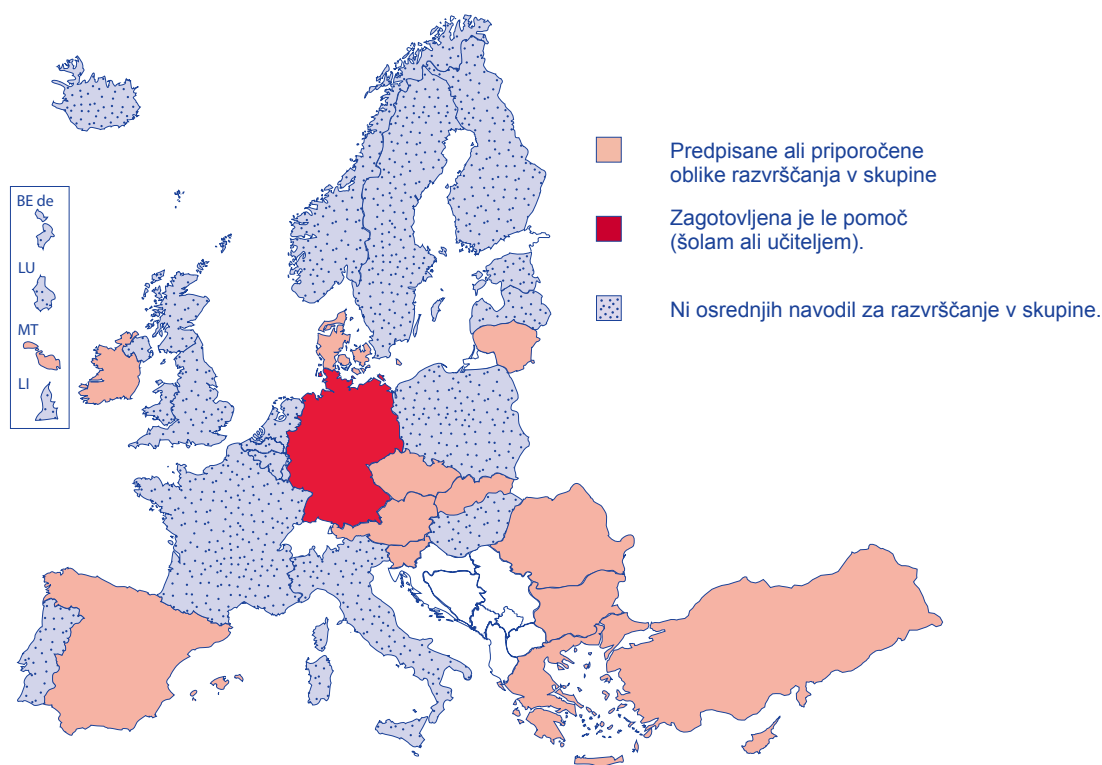 BE de
LU
MT
LI
Predpisane ali priporočene
oblike razvrščanja v skupine
Zagotovljena je le pomoč
(šolam ali učiteljem).
Ni osrednjih navodil za razvrščanje v skupine.